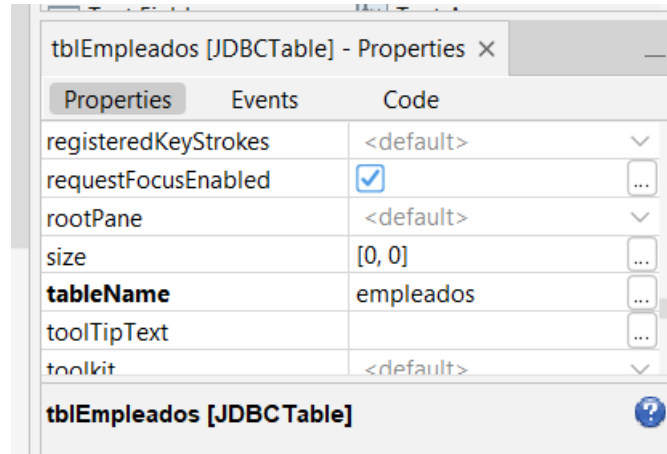 tblEmpleados [JDBCTable] - Properties ×
Properties Events Code
registeredKeyStrokes <default>
requestFocusEnabled ...
rootPane <default>
size [0, 0] ...
tableName empleados ...
toolTipText ...
toolkit <default>
tblEmpleados [JDBCTable] ?